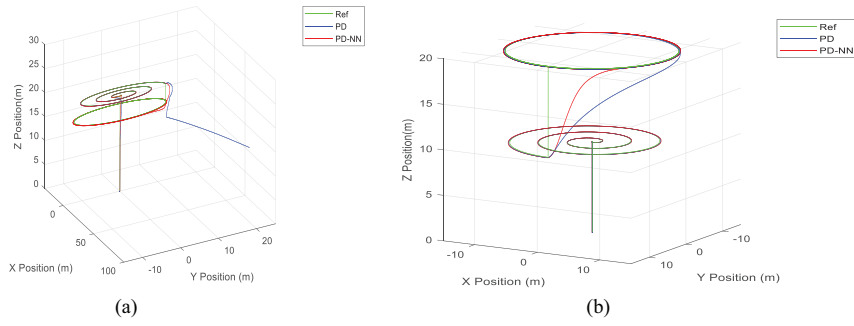 Ref
PD
PD-NN
30
25
20
15
10
5
0
Z Position(m)
0
50
100
X Position (m)
-10
0
10
20
Y Position (m)
(a)
Ref
PD
PD-NN
20
15
10
5
0
Z Position(m)
-10
0
10
X Position (m)
10
0
-10
Y Position (m)
(b)